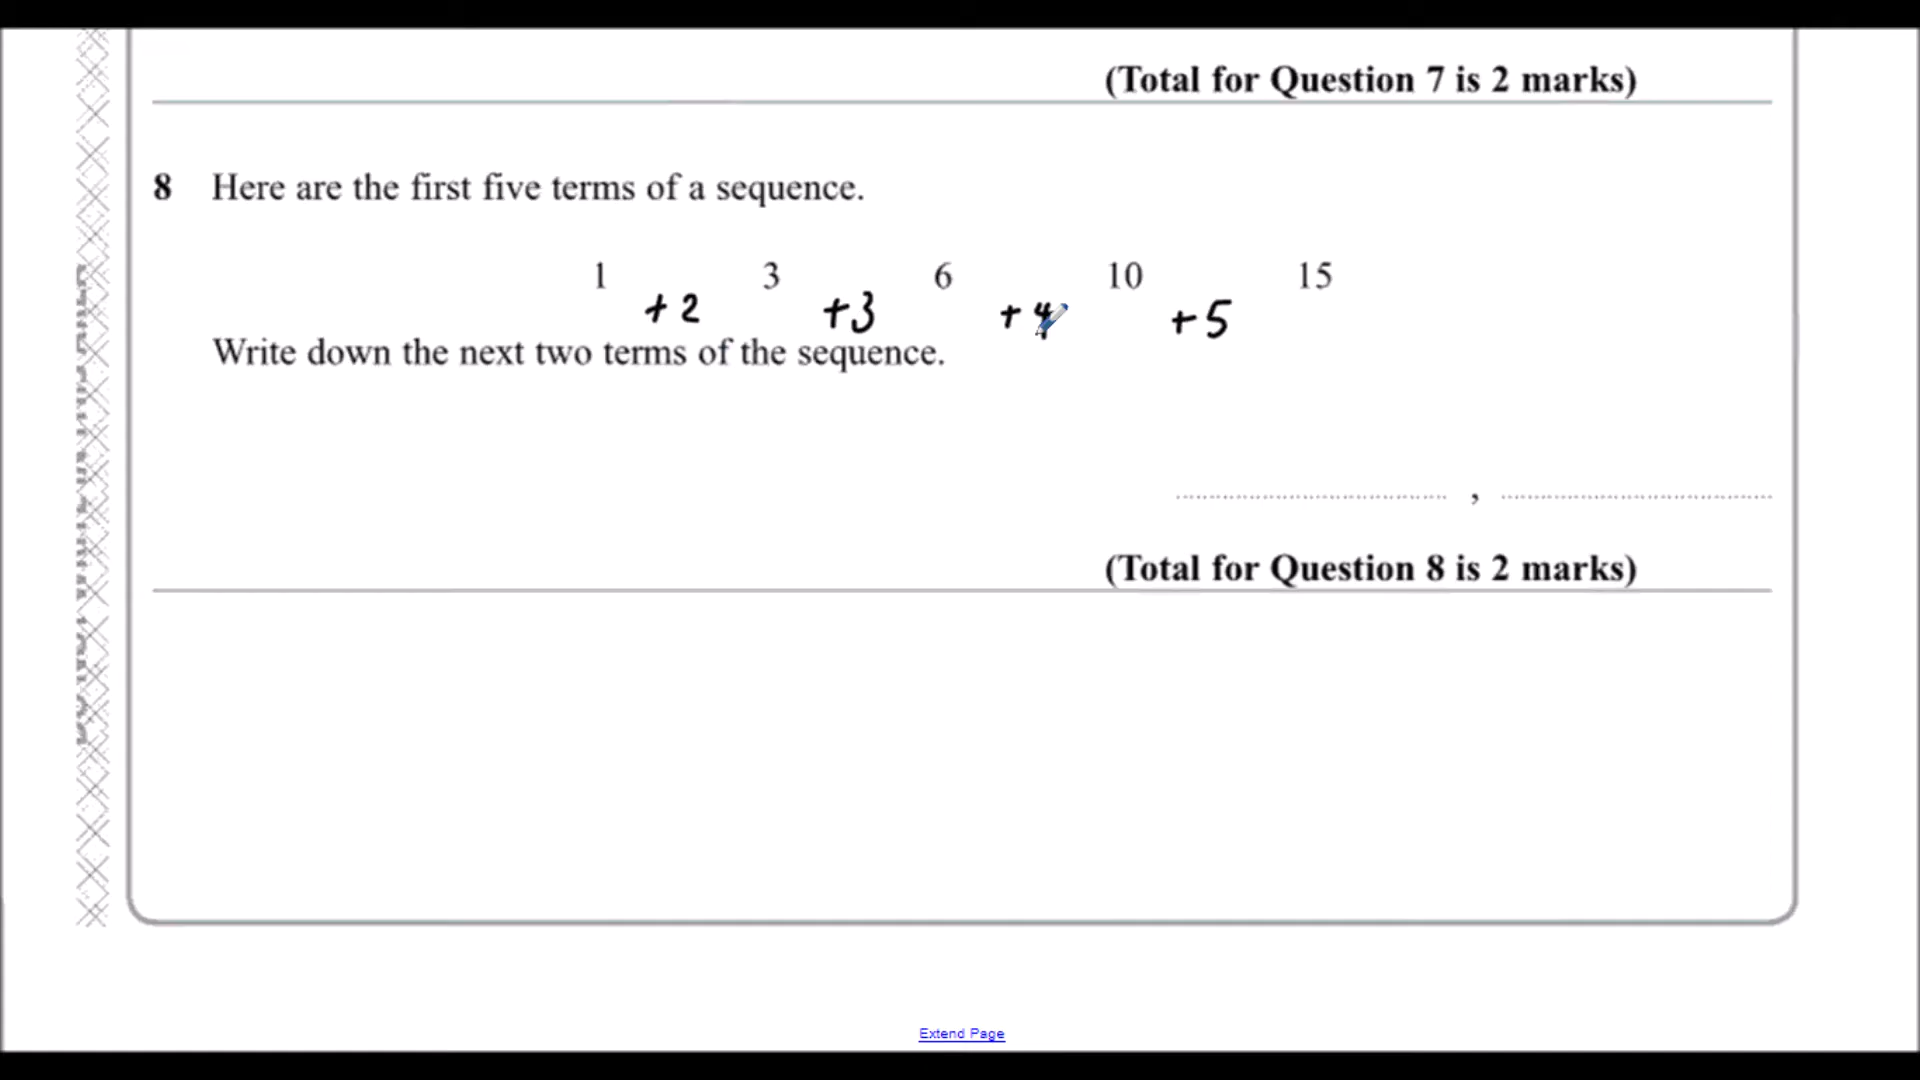 (Total for Question 7 is 2 marks)
8 Here are the first five terms of a sequence.
1 3 6 10 15
+2 +3 +4 +5
Write down the next two terms of the sequence.
,
(Total for Question 8 is 2 marks)
Extend Page